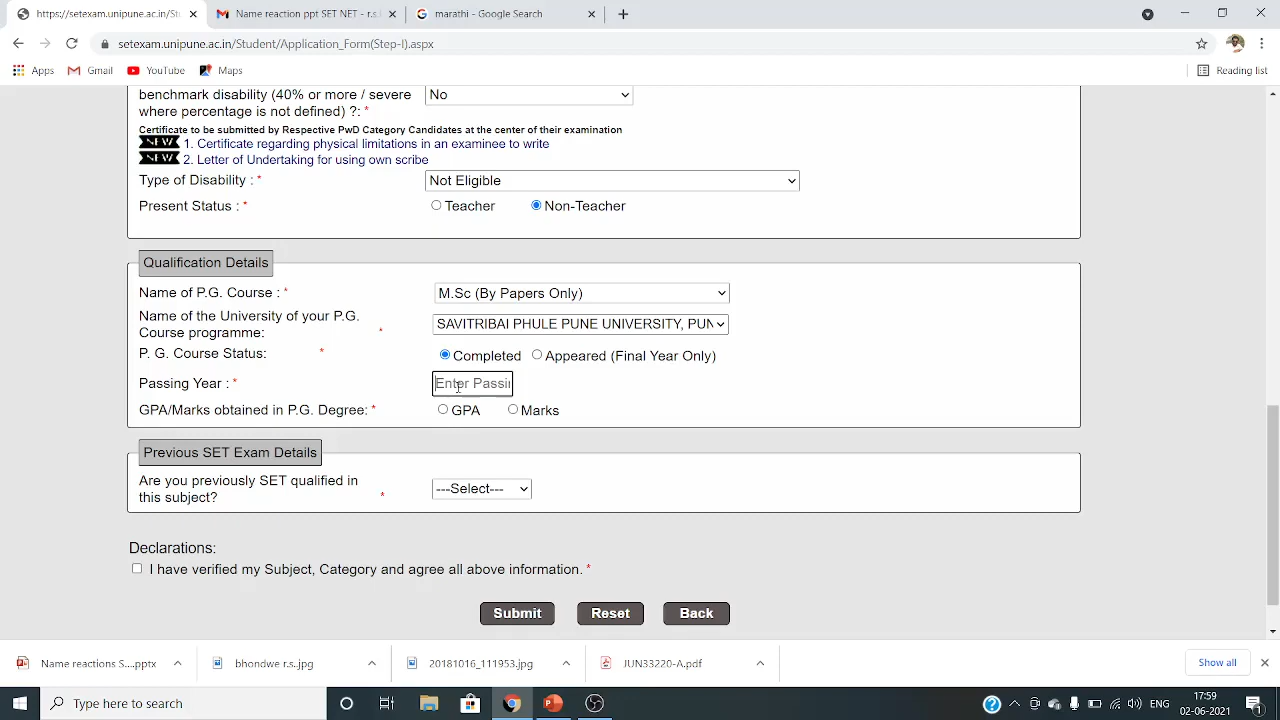 https://setexam.unipune.ac.in/St
Name reaction ppt SET NET - r.s.
marathi - Google Search
setexam.unipune.ac.in/Student/Application_Form(Step-I).aspx
Apps
Gmail
YouTube
Maps
Reading list
benchmark disability (40% or more / severe
where percentage is not defined) ?: *
No
Certificate to be submitted by Respective PwD Category Candidates at the center of their examination
NEW 1. Certificate regarding physical limitations in an examinee to write
NEW 2. Letter of Undertaking for using own scribe
Type of Disability : * Not Eligible
Present Status : * Teacher Non-Teacher
Qualification Details
Name of P.G. Course : * M.Sc (By Papers Only)
Name of the University of your P.G.
Course programme: *
SAVITRIBAI PHULE PUNE UNIVERSITY, PUN
P. G. Course Status: * Completed Appeared (Final Year Only)
Passing Year : * Enter Passin
GPA/Marks obtained in P.G. Degree: * GPA Marks
Previous SET Exam Details
Are you previously SET qualified in
this subject? *
---Select---
Declarations:
I have verified my Subject, Category and agree all above information. *
Submit Reset Back
Name reactions S....pptx
bhondwe r.s.jpg
20181016_111953.jpg
JUN33220-A.pdf
Show all
Type here to search
ENG
17:59
02-06-2021
1